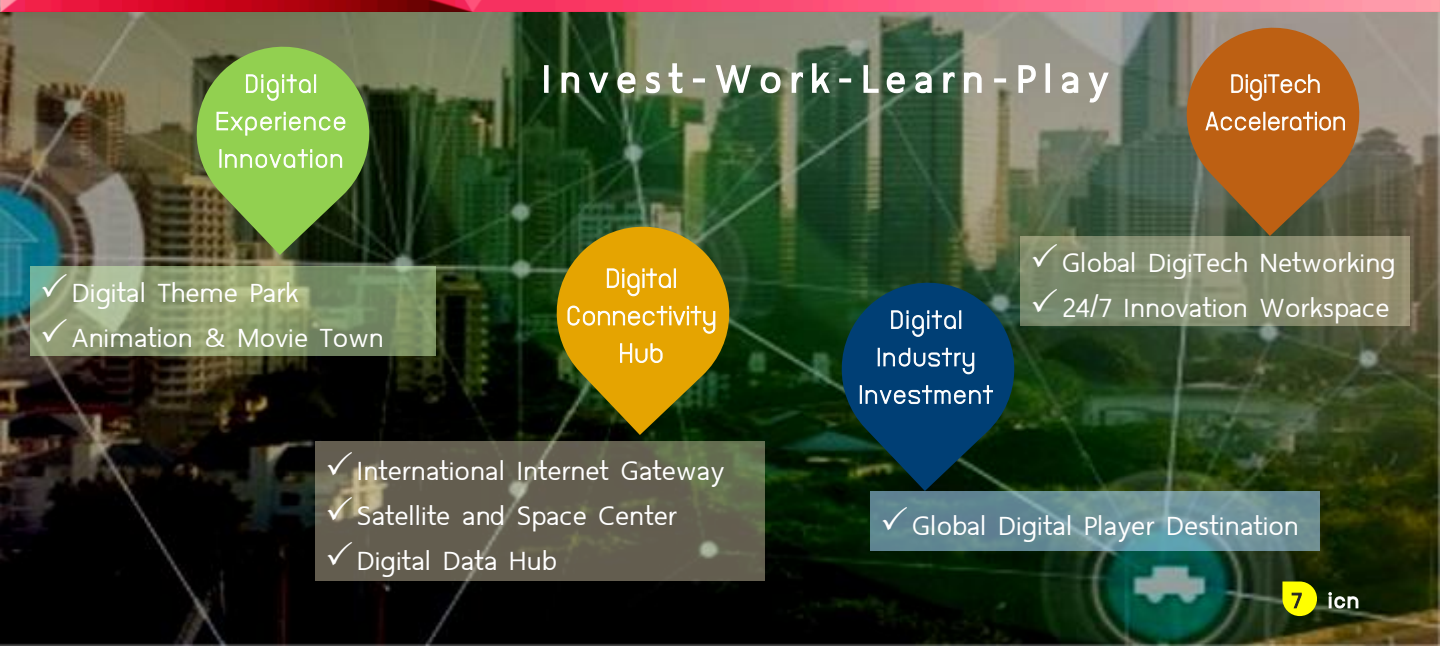 Invest-Work-Learn-Play
Digital
Experience
Innovation
✓ Digital Theme Park
✓ Animation & Movie Town
Digital
Connectivity
Hub
✓ International Internet Gateway
✓ Satellite and Space Center
✓ Digital Data Hub
Digital
Industry
Investment
✓ Global Digital Player Destination
DigiTech
Acceleration
✓ Global DigiTech Networking
✓ 24/7 Innovation Workspace
7 icn